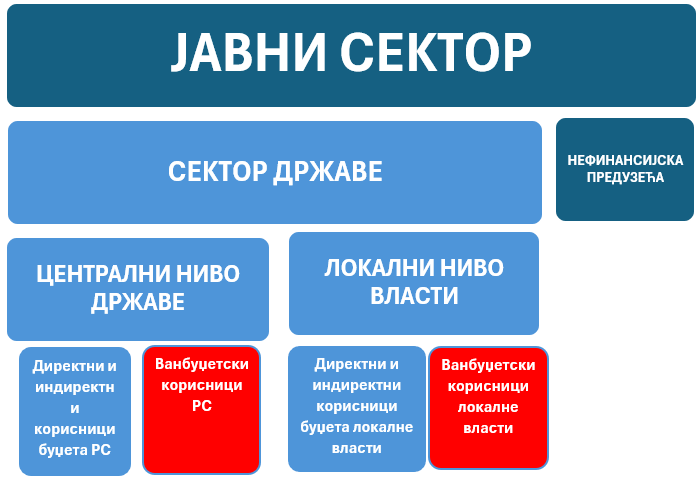 ЈАВНИ СЕКТОР
СЕКТОР ДРЖАВЕ
НЕФИНАНСИЈСКА
ПРЕДУЗЕЋА
ЦЕНТРАЛНИ НИВО
ДРЖАВЕ
ЛОКАЛНИ НИВО
ВЛАСТИ
Директни и
индиректн
и
корисници
буџета РС
Ванбуџетски
корисници
РС
Директни и
индиректни
корисници
буџета локалне
власти
Ванбуџетски
корисници
локалне
власти